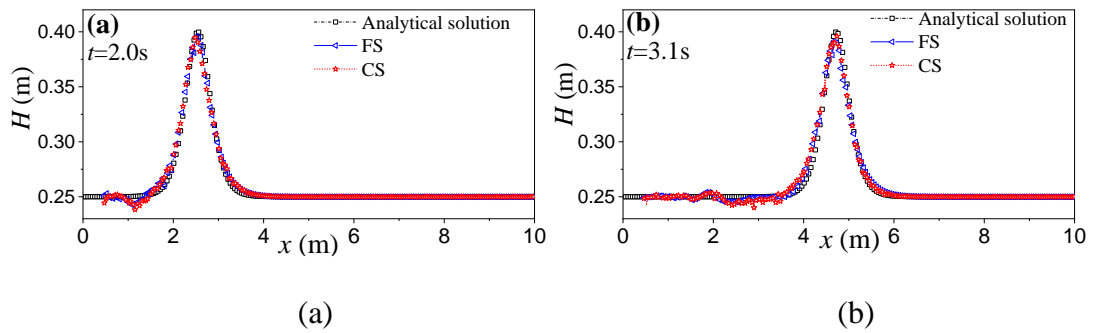 (a)
t=2.0s
Analytical solution
FS
CS
0.40
0.35
0.30
0.25
H (m)
0 2 4 6 8 10
x (m)
(b)
t=3.1s
Analytical solution
FS
CS
0.40
0.35
0.30
0.25
H (m)
0 2 4 6 8 10
x (m)
(a) (b)